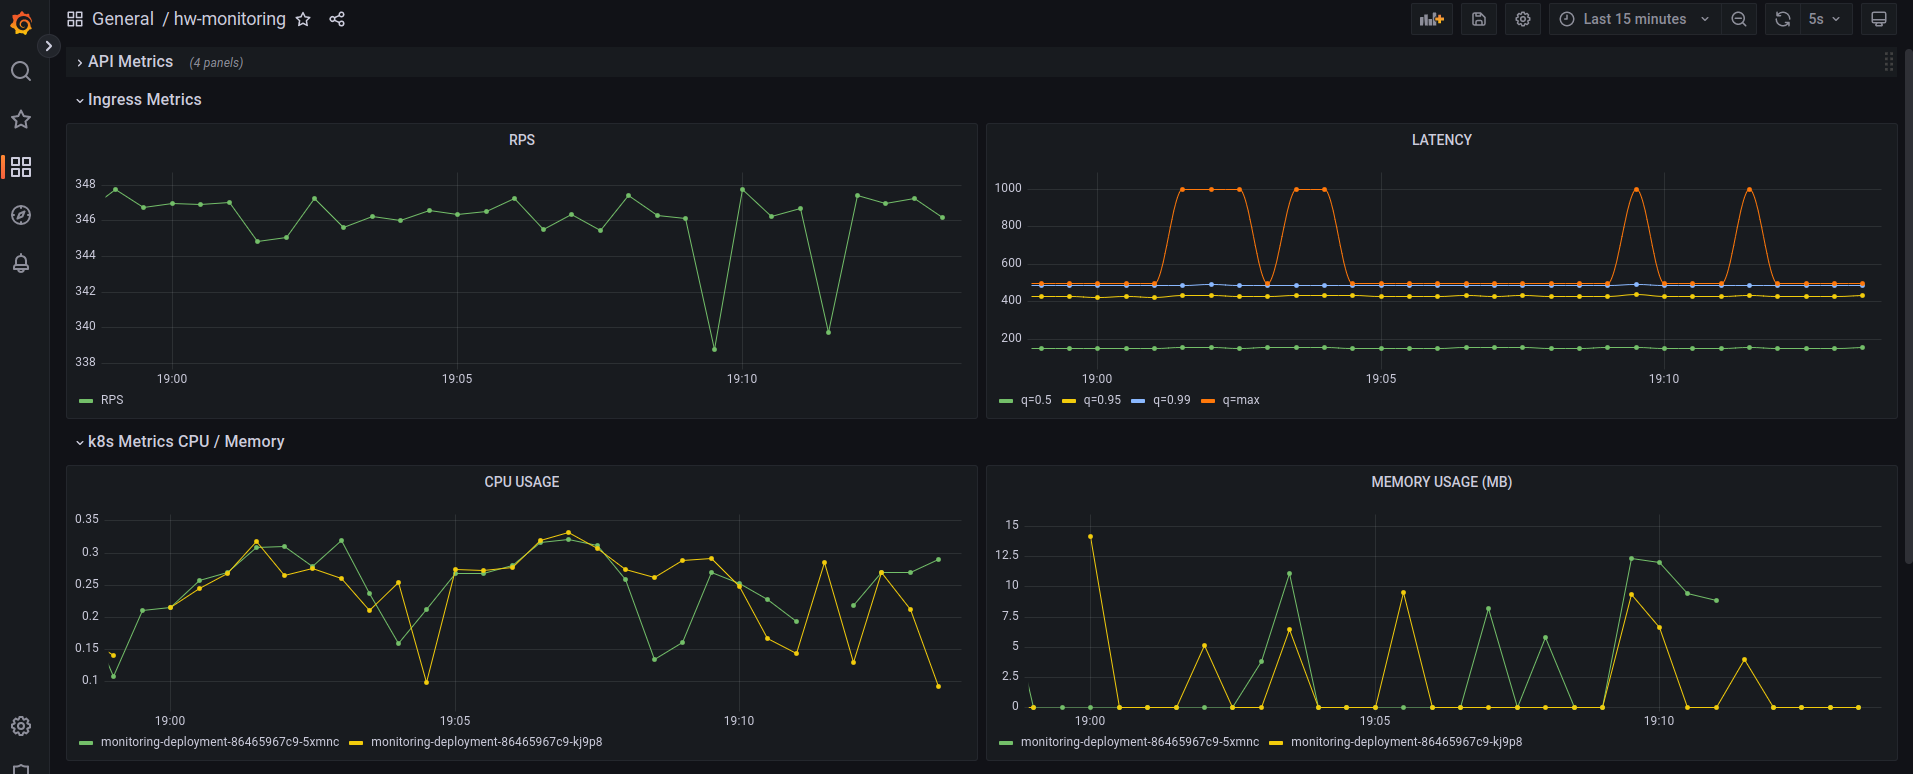 General / hw-monitoring
Last 15 minutes
5s
API Metrics (4 panels)
Ingress Metrics
RPS
348
346
344
342
340
338
19:00 19:05 19:10
RPS
LATENCY
1000
800
600
400
200
19:00 19:05 19:10
q=0.5 q=0.95 q=0.99 q=max
k8s Metrics CPU / Memory
CPU USAGE
0.35
0.3
0.25
0.2
0.15
0.1
19:00 19:05 19:10
monitoring-deployment-86465967c9-5xmnc monitoring-deployment-86465967c9-kj9p8
MEMORY USAGE (MB)
15
12.5
10
7.5
5
2.5
0
19:00 19:05 19:10
monitoring-deployment-86465967c9-5xmnc monitoring-deployment-86465967c9-kj9p8